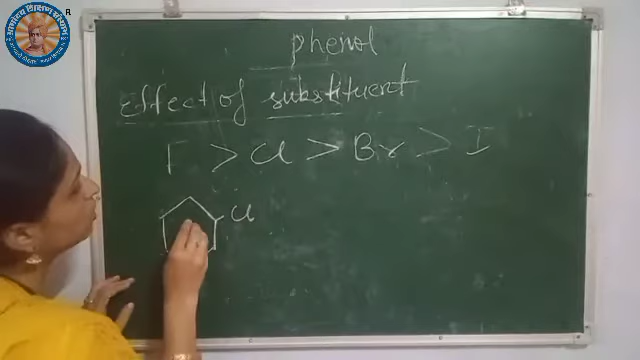 R
phenol
Effect of substituent
F > Cl > Br > I
Cl